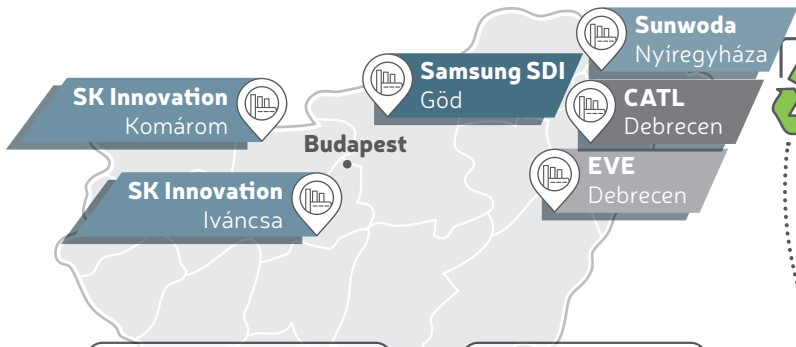 Sunwoda
Nyíregyháza
Samsung SDI
Göd
SK Innovation
Komárom
CATL
Debrecen
Budapest
EVE
Debrecen
SK Innovation
Iváncsa